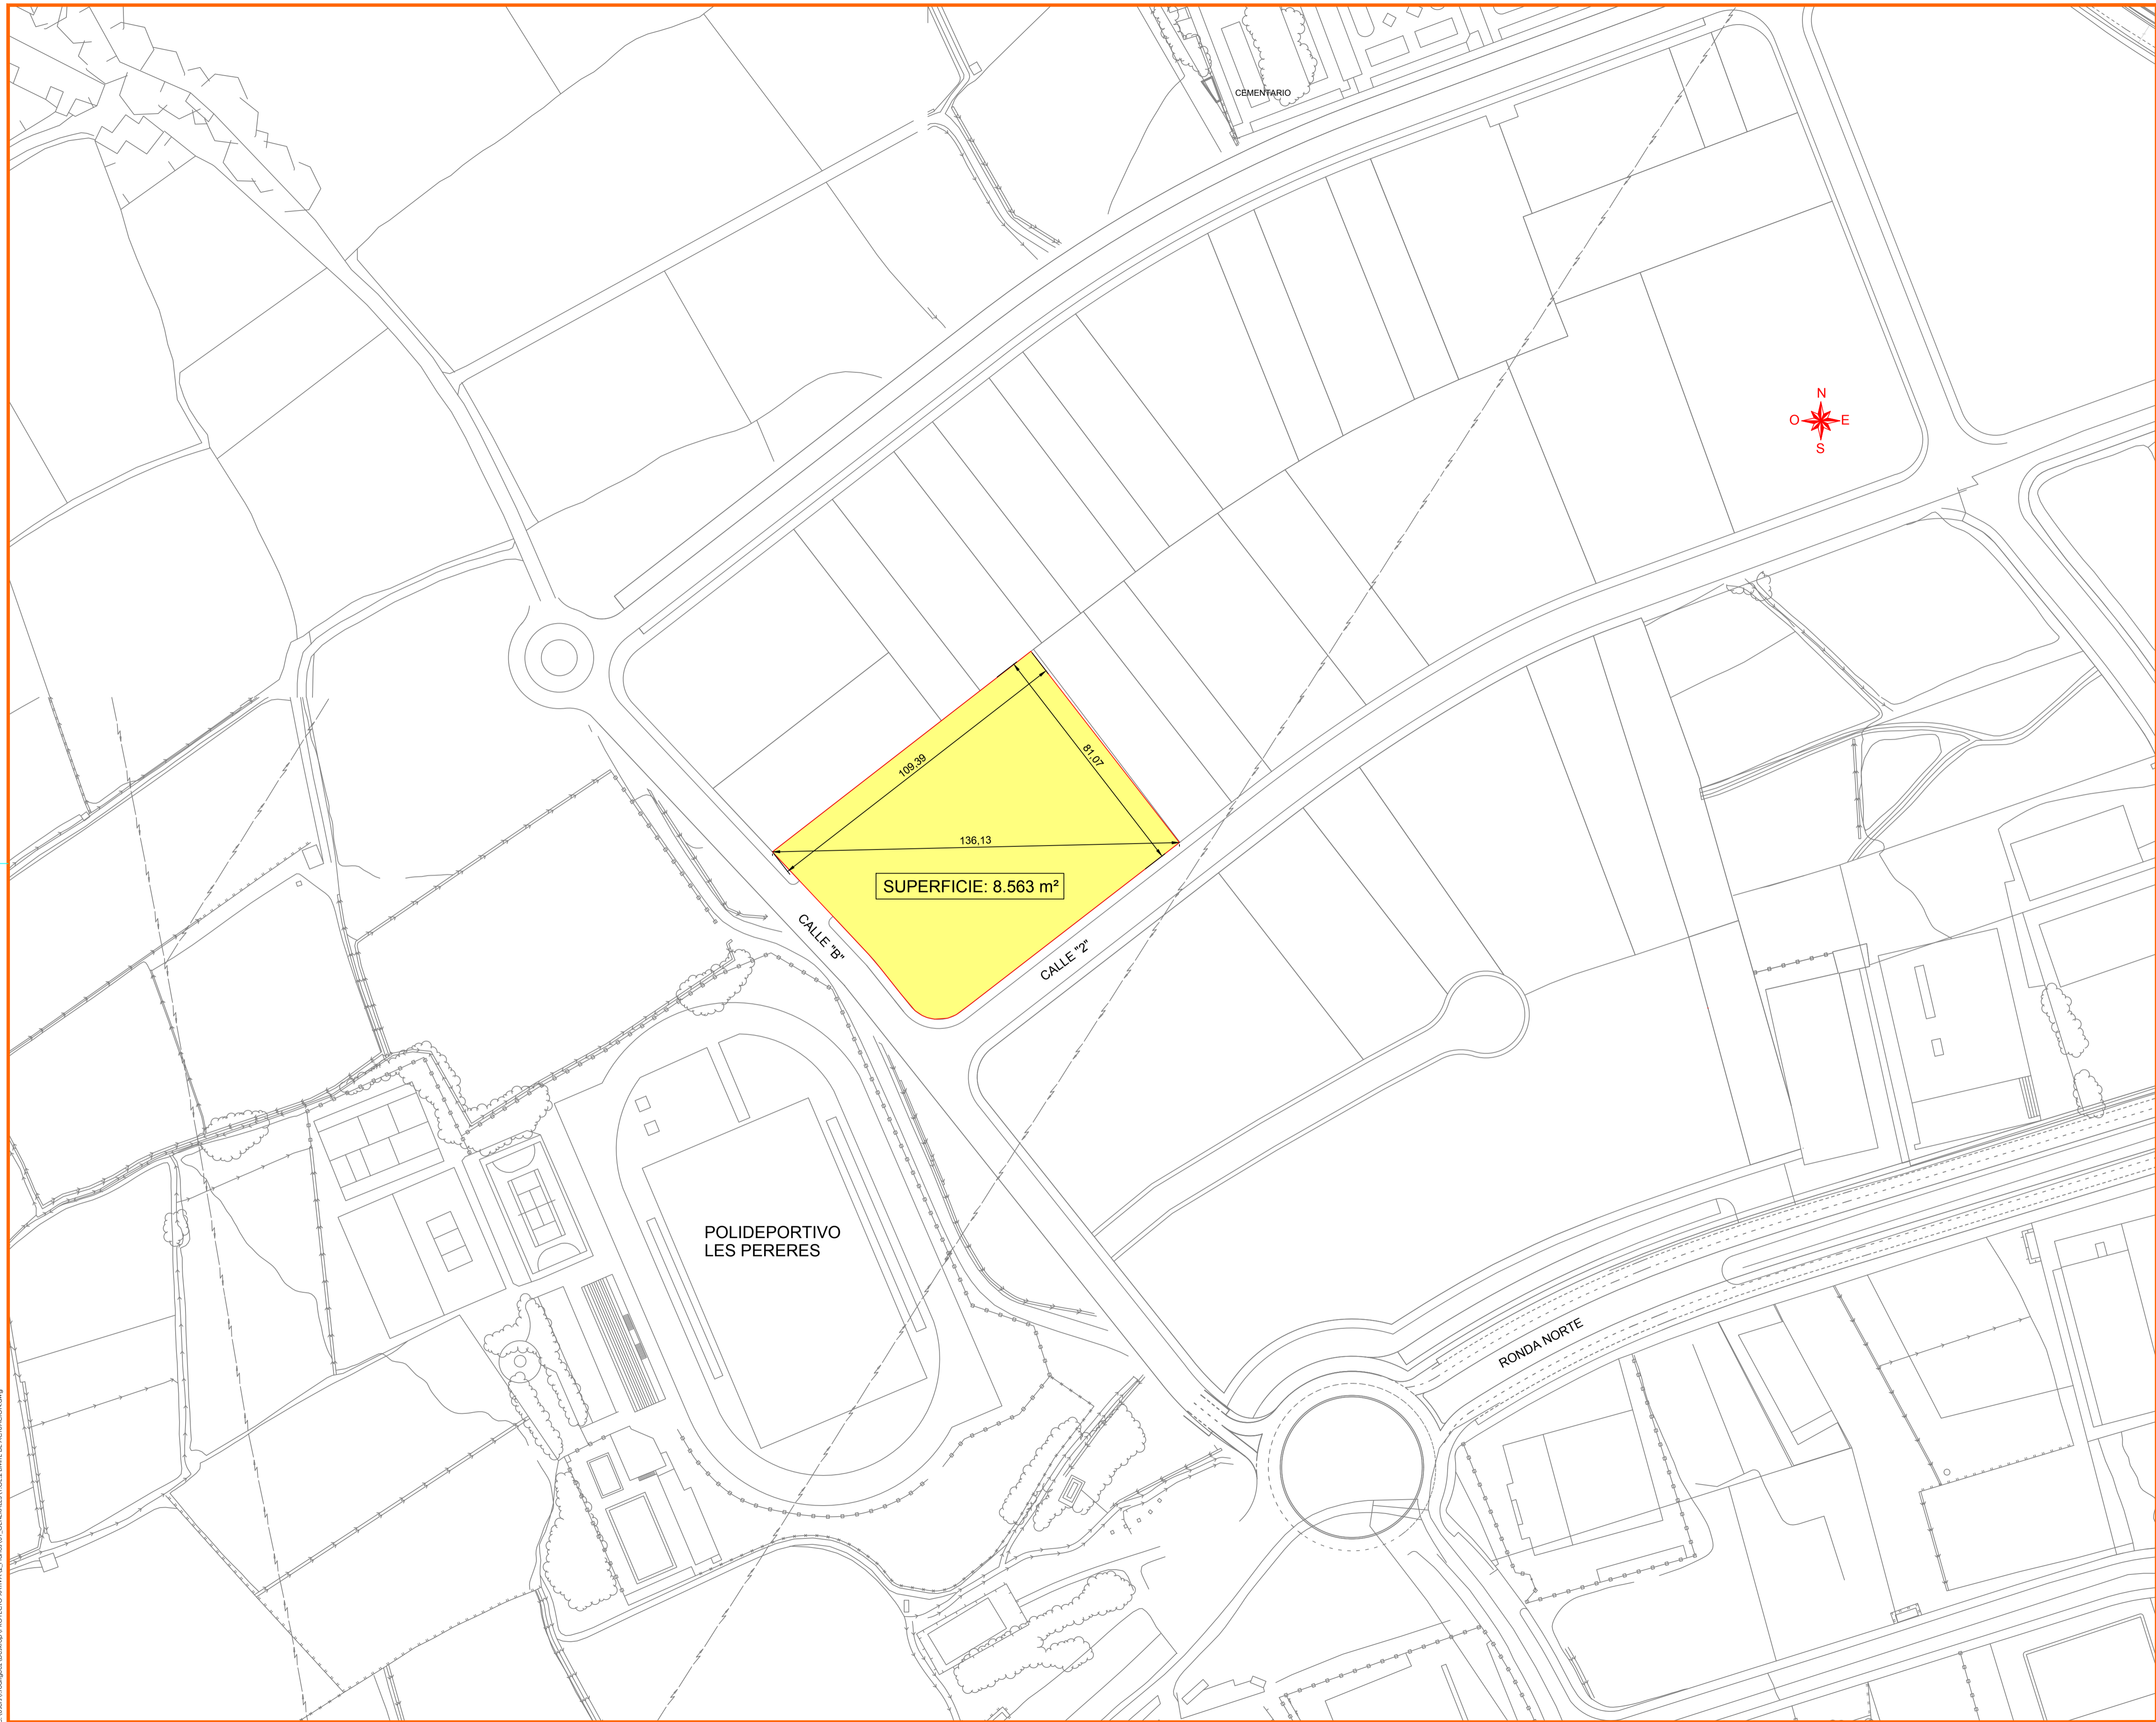 CEMENTARIO
N
O
E
S
109,39
81,07
136,13
SUPERFICIE: 8.563 m²
CALLE "B"
CALLE "2"
POLIDEPORTIVO
LES PERERES
RONDA NORTE